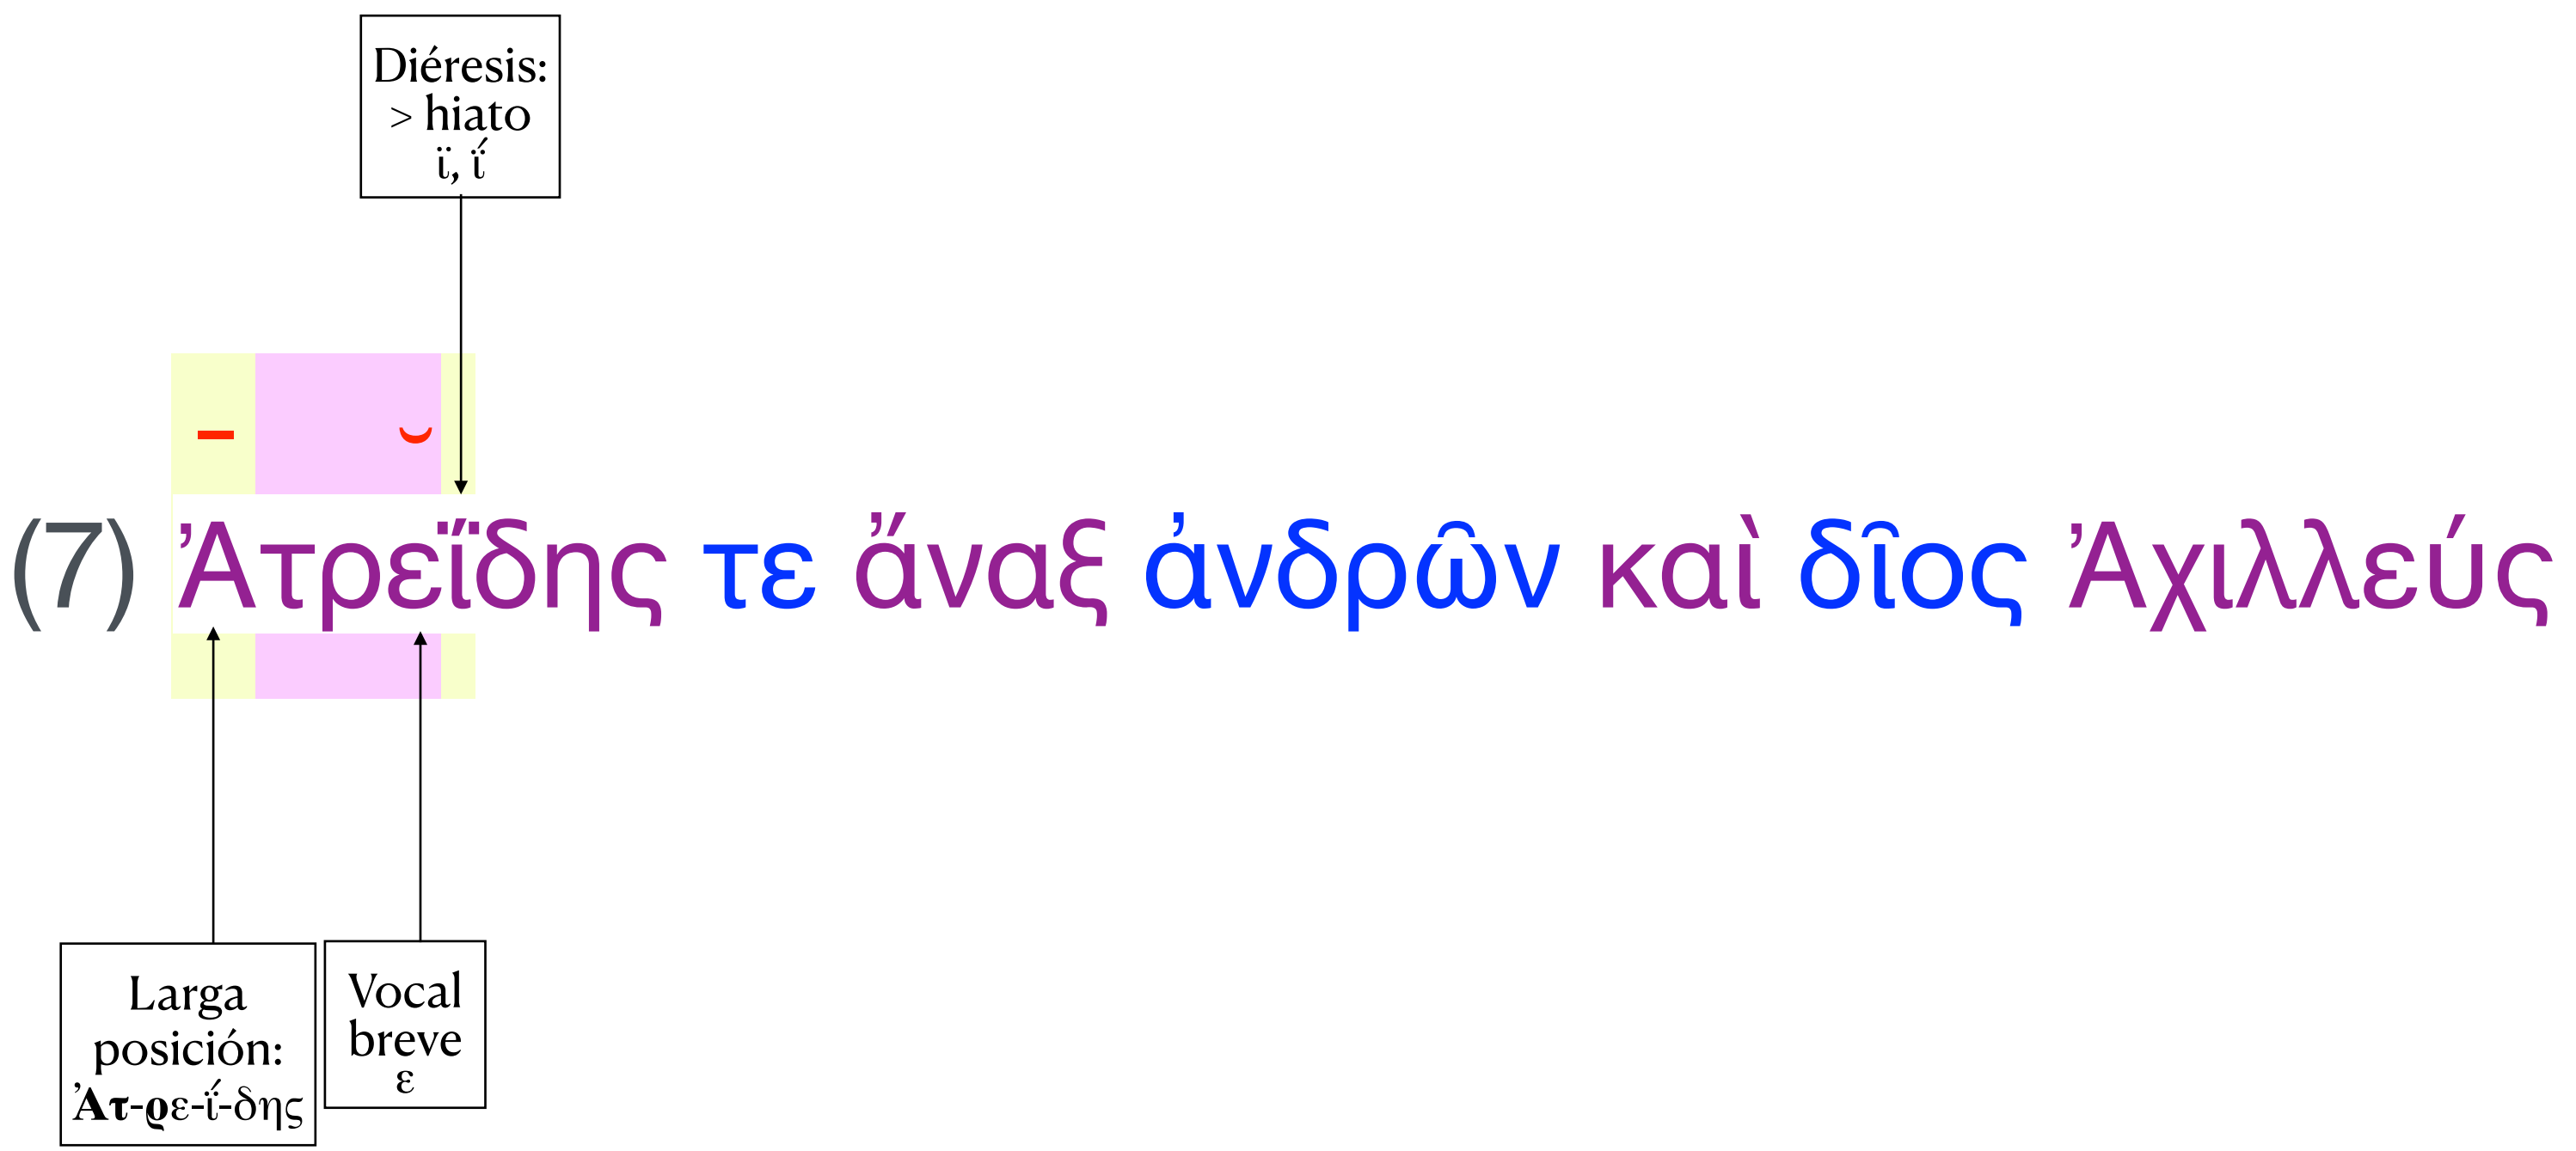 Diéresis:
> hiato
ϊ, ΐ
– ⏑
(7) Ἀτρεΐδης τε ἄναξ ἀνδρῶν καὶ δῖος Ἀχιλλεύς
Larga
posición:
Ἀτ-ρε-ΐ-δης
Vocal
breve
ε